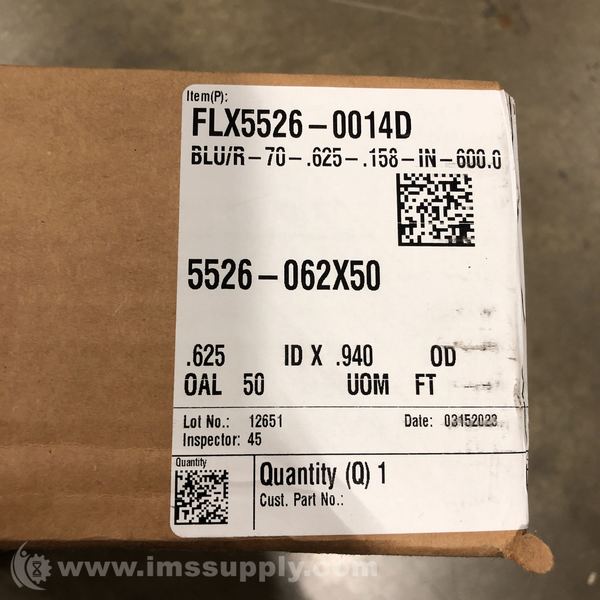 Item(P):
FLX5526-0014D
BLU/R-70-.625-.158-IN-600.0
5526-062X50
.625 ID X .940 OD
OAL 50 UOM FT
Lot No.: 12651 Date: 03152023
Inspector: 45
Quantity
Quantity (Q) 1
Cust. Part No.:
www.imssupply.com